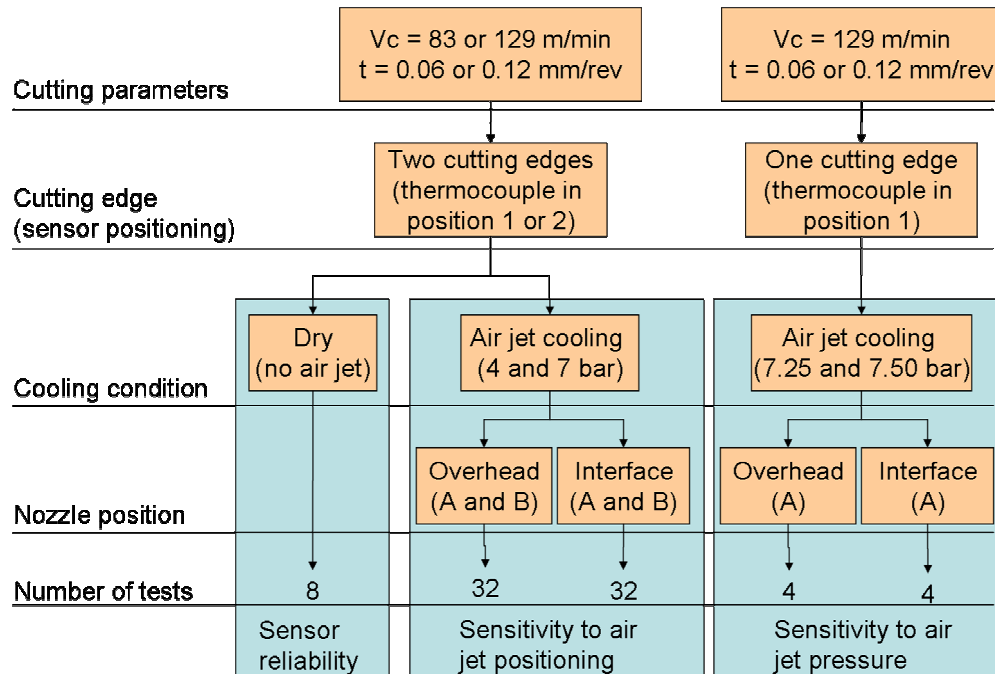 Vc = 83 or 129 m/min
t = 0.06 or 0.12 mm/rev
Vc = 129 m/min
t = 0.06 or 0.12 mm/rev
Cutting parameters
Two cutting edges
(thermocouple in
position 1 or 2)
One cutting edge
(thermocouple in
position 1)
Cutting edge
(sensor positioning)
Dry
(no air jet)
Air jet cooling
(4 and 7 bar)
Air jet cooling
(7.25 and 7.50 bar)
Cooling condition
Overhead
(A and B)
Interface
(A and B)
Overhead
(A)
Interface
(A)
Nozzle position
Number of tests
8
32
32
4
4
Sensor
reliability
Sensitivity to air
jet positioning
Sensitivity to air
jet pressure